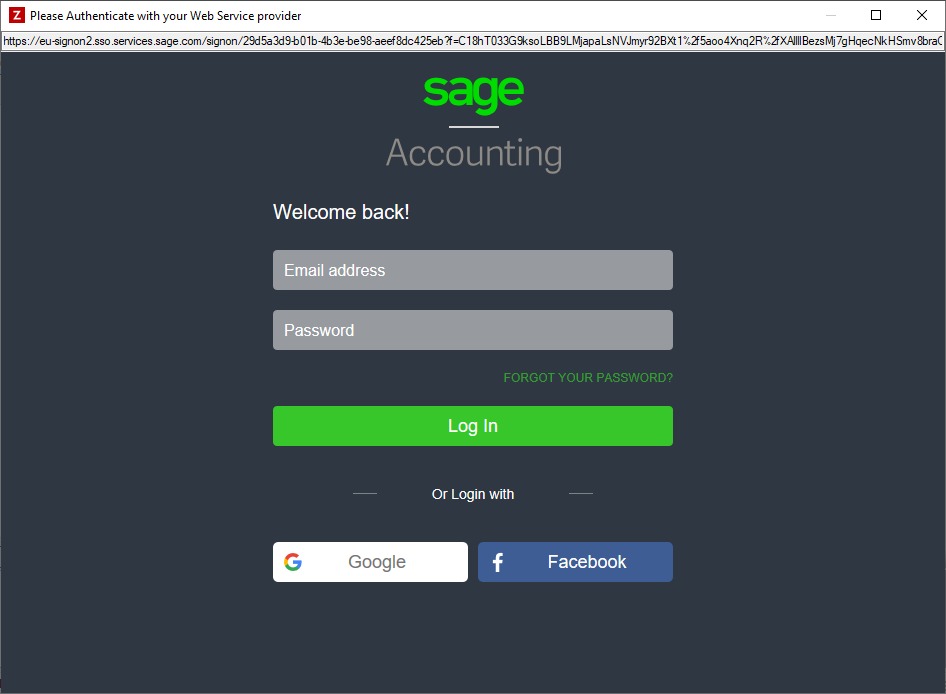 Z Please Authenticate with your Web Service provider
https://eu-signon2.sso.services.sage.com/signon/29d5a3d9-b01b-4b3e-be98-aeef8dc425eb?f=C18hT033G9ksoLBB9LMjapaLsNVJmyr92BXt1%2f5aoo4Xnq2R%2fXAIIIBezsMj7gHqecNkHSmv8bra
sage
Accounting
Welcome back!
Email address
Password
FORGOT YOUR PASSWORD?
Log In
Or Login with
Google
f Facebook